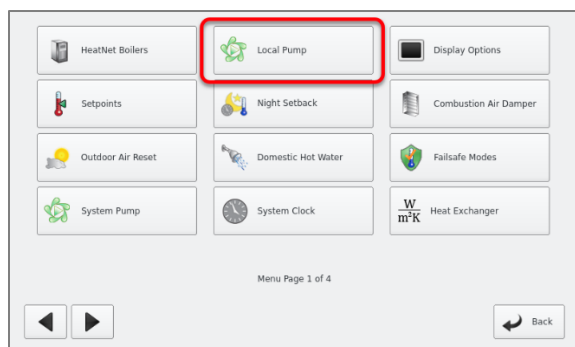 HeatNet Boilers
Local Pump
Display Options
Setpoints
Night Setback
Combustion Air Damper
Outdoor Air Reset
Domestic Hot Water
Failsafe Modes
System Pump
System Clock
W
m²K
Heat Exchanger
Menu Page 1 of 4
Back